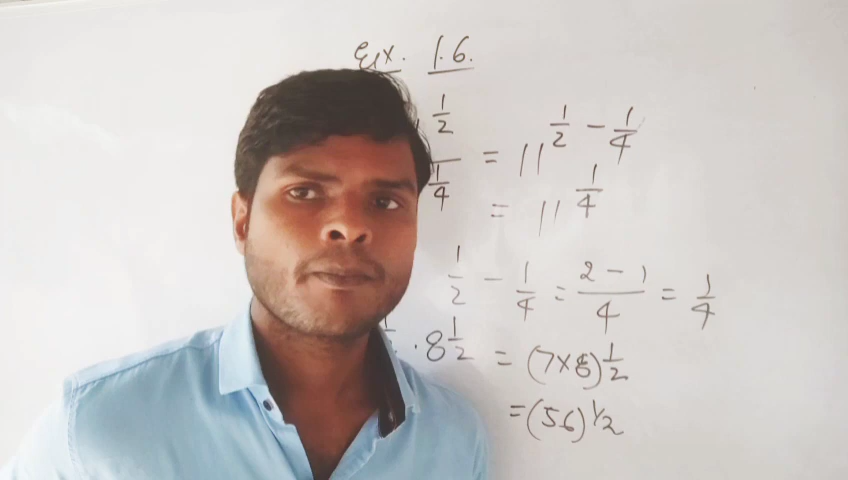 Ex. 1.6.
1/2
1/4 = 11^(1/2 - 1/4)
= 11^(1/4)
1/2 - 1/4 = (2 - 1)/4 = 1/4
. 8^(1/2) = (7×8)^(1/2)
= (56)^(1/2)